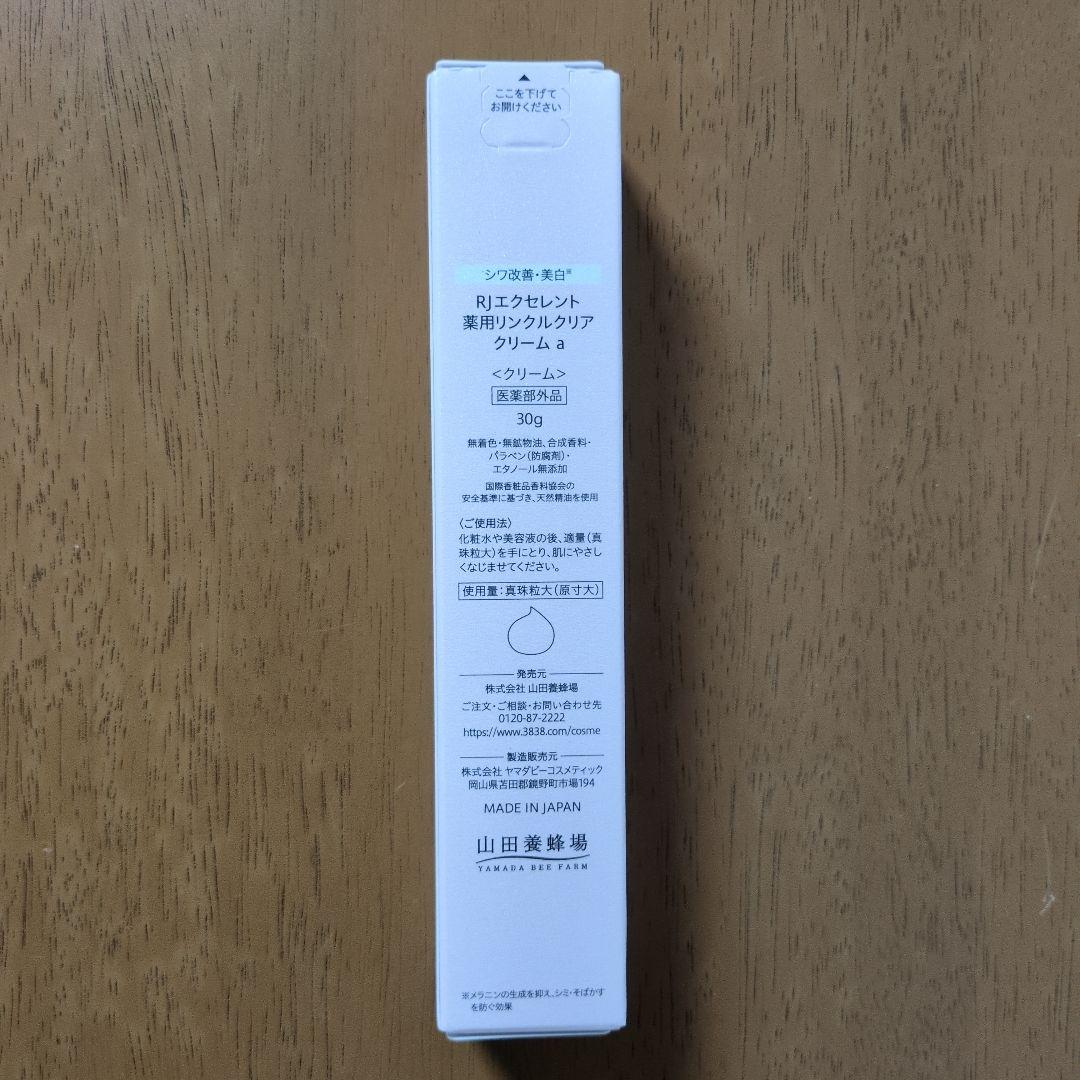 ▲
ここを下げて
お開けください
シワ改善・美白※
RJエクセレント
薬用リンクルクリア
クリーム a
<クリーム>
医薬部外品
30g
無着色・無鉱物油、合成香料・
パラベン(防腐剤)・
エタノール無添加
国際香粧品香料協会の
安全基準に基づき、天然精油を使用
〈ご使用法〉
化粧水や美容液の後、適量(真
珠粒大)を手にとり、肌にやさし
くなじませてください。
使用量:真珠粒大(原寸大)
発売元
株式会社 山田養蜂場
ご注文・ご相談・お問い合わせ先
0120-87-2222
https://www.3838.com/cosme
製造販売元
株式会社 ヤマダビーコスメティック
岡山県苫田郡鏡野町市場194
MADE IN JAPAN
山田養蜂場
YAMADA BEE FARM
※メラニンの生成を抑え、シミ・そばかす
を防ぐ効果